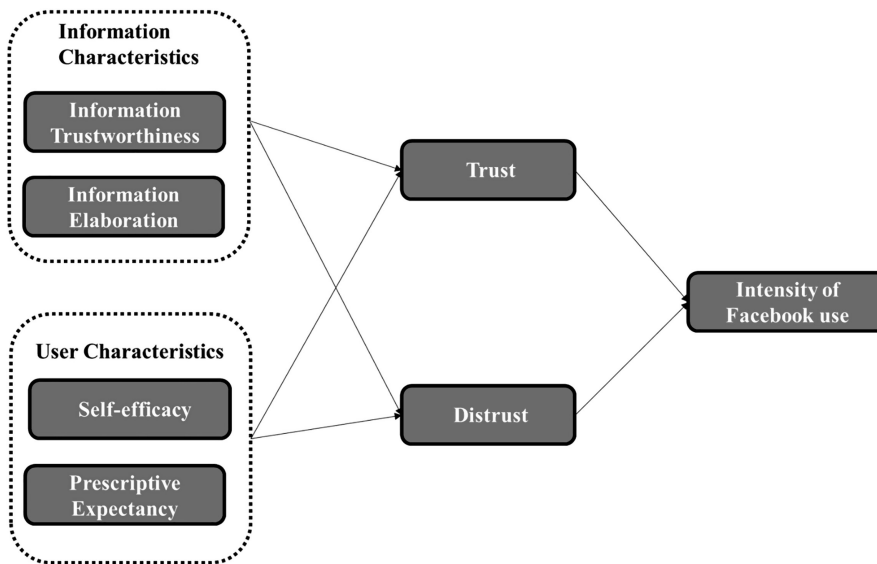 Information
Characteristics
Information
Trustworthiness
Information
Elaboration
User Characteristics
Self-efficacy
Prescriptive
Expectancy
Trust
Distrust
Intensity of
Facebook use